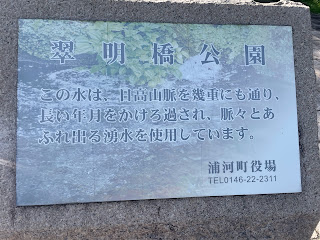 翠明橋公園
この水は、日高山脈を幾重にも通り、
長い年月をかけろ過され、脈々とあ
ふれ出る湧水を使用しています。
浦河町役場
TEL0146-22-2311